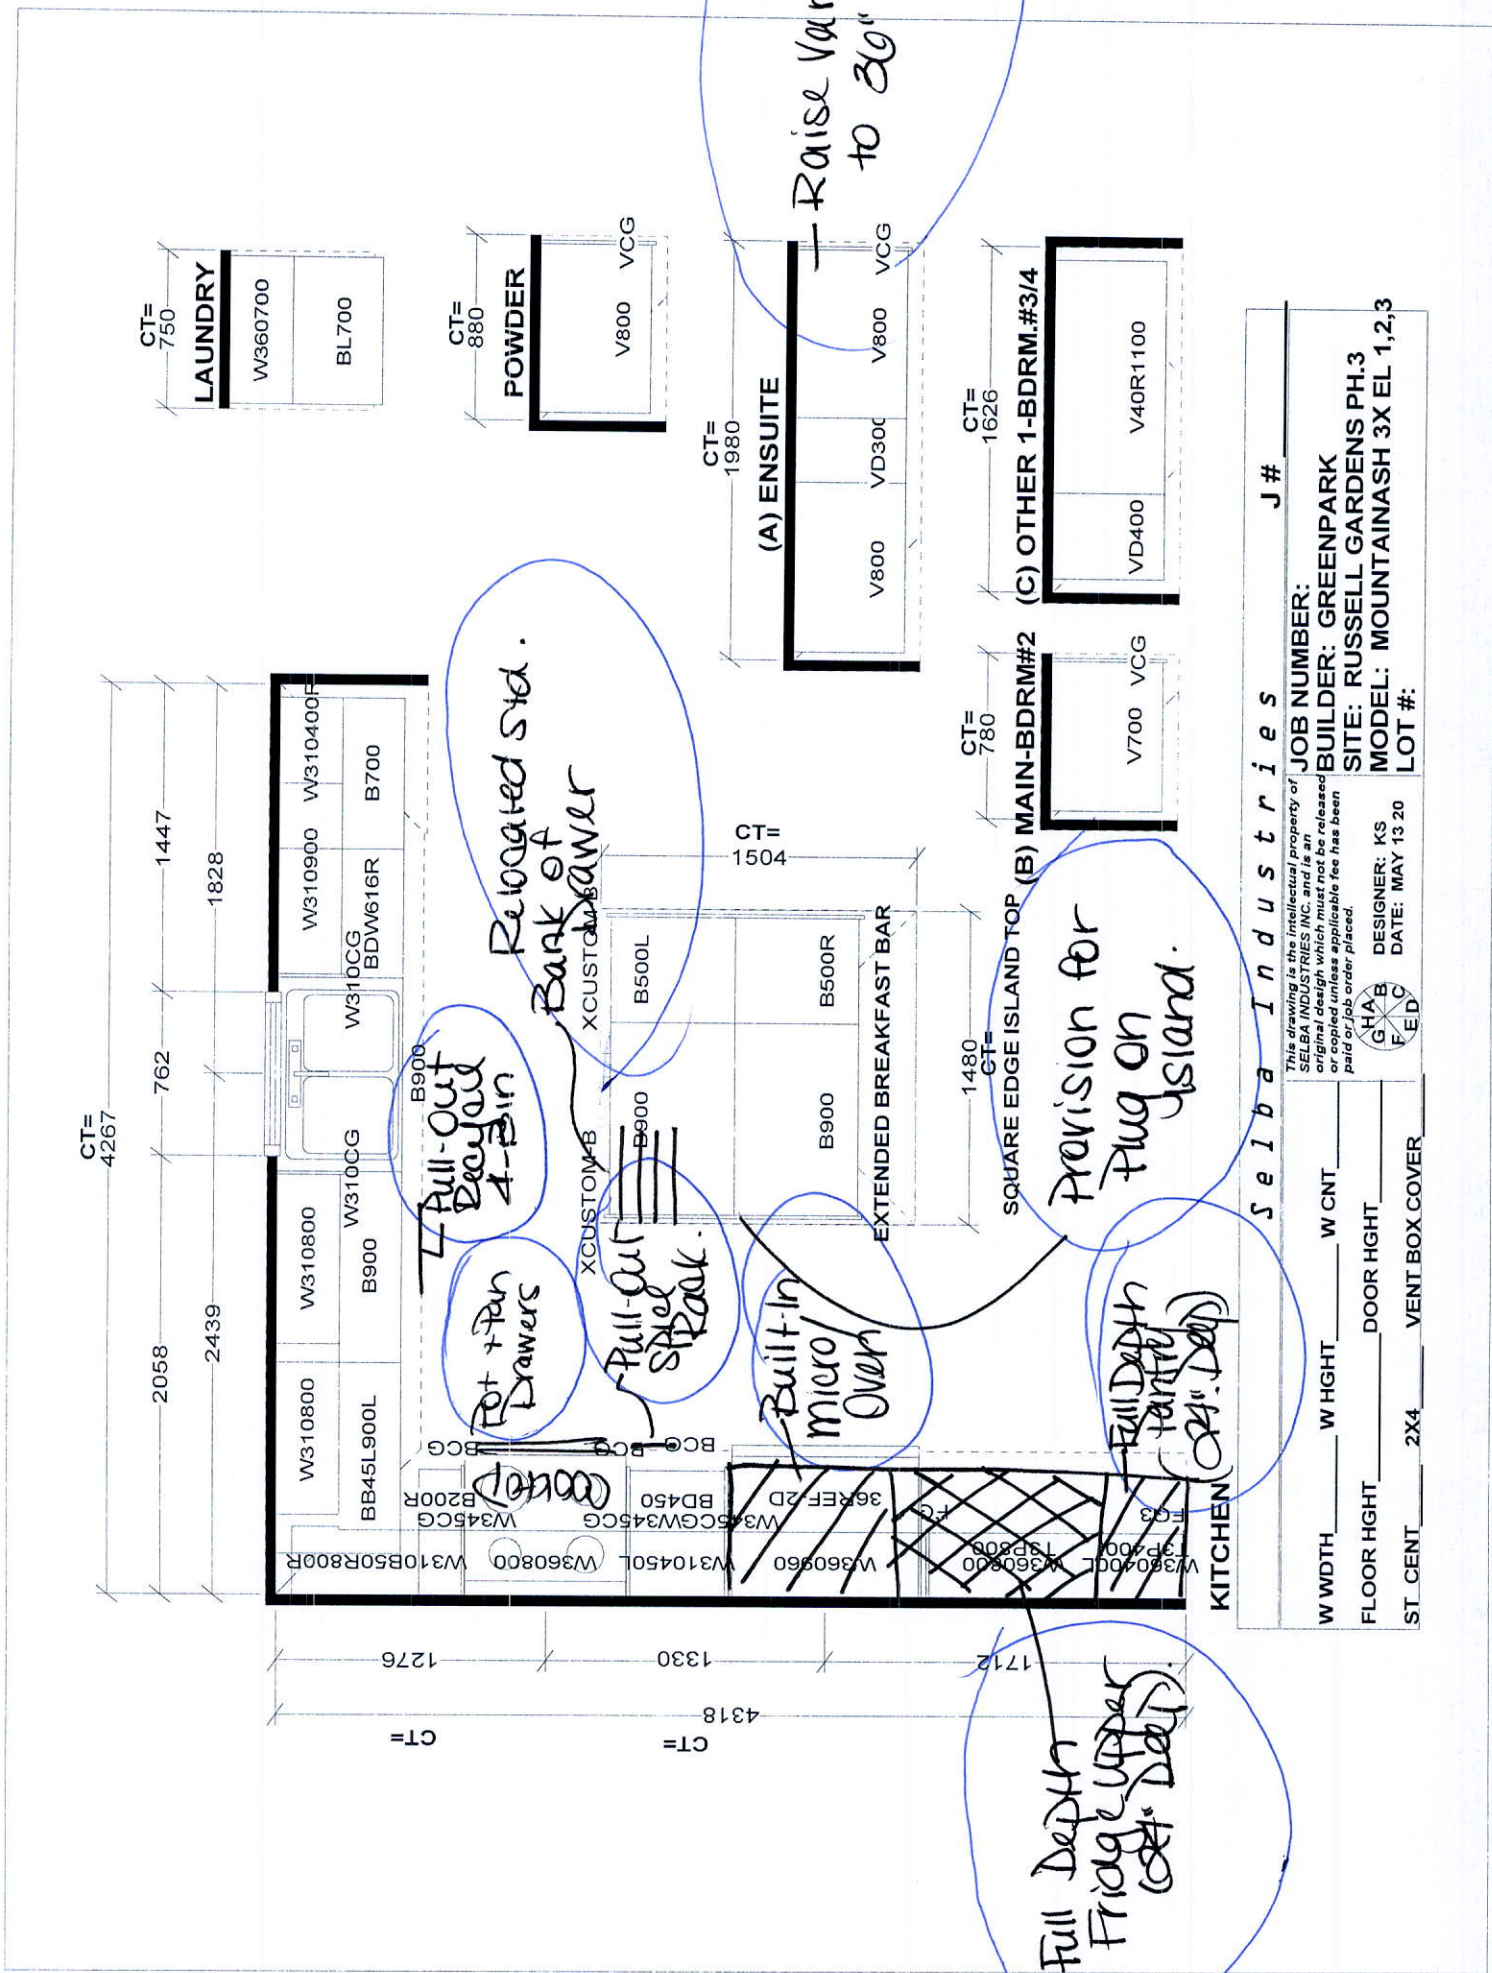 CT=
4267
2058
762
1447
2439
1828
W310800
W310800
W310CG
W310CG
W310900
W310400R
BB45L900L
B900
B900
BDW616R
B700
CT=
4318
CT=
1276
1330
1712
W310B50R800R
W345CG
B200R
BCG
W360800
BCG
W345CGW345CG
W310450L
BD450
BCG
W360960
36REF-2D
W360800
T3P800
FG3
W360400L
T3P400
KITCHEN
Pull-Out
Recycled
4-Bin
Pot + Pan
Drawers
Pull-Out
Rack.
Built-In
Micro/
Oven
Full Depth
Pantry
(24" Deep)
Full Depth
Fridge Upper
(24" Deep).
Relocated Std.
Bank of
Drawer
XCUSTOM-B
XCUSTOM-B
B900
B500L
B900
B500R
CT=
1504
EXTENDED BREAKFAST BAR
1480
CT=
SQUARE EDGE ISLAND TOP
Provision for
Plug on
Island.
CT=
750
LAUNDRY
W360700
BL700
CT=
880
POWDER
V800
VCG
CT=
1980
(A) ENSUITE
V800
VD300
V800
VCG
- Raise
to 36"
CT=
780
(B) MAIN-BDRM#2
V700
VCG
CT=
1626
(C) OTHER 1-BDRM.#3/4
VD400
V40R1100
Selba Industries
J#
W WDTH
W HGHT
W CNT
FLOOR HGHT
DOOR HGHT
ST CENT
2X4
VENT BOX COVER
This drawing is the intellectual property of
SELBA INDUSTRIES INC. and is an
original design which must not be released
or copied unless applicable fee has been
paid or job order placed.
G H A B
F E D C
DESIGNER: KS
DATE: MAY 13 20
JOB NUMBER:
BUILDER: GREENPARK
SITE: RUSSELL GARDENS PH.3
MODEL: MOUNTAINASH 3X EL 1,2,3
LOT #: